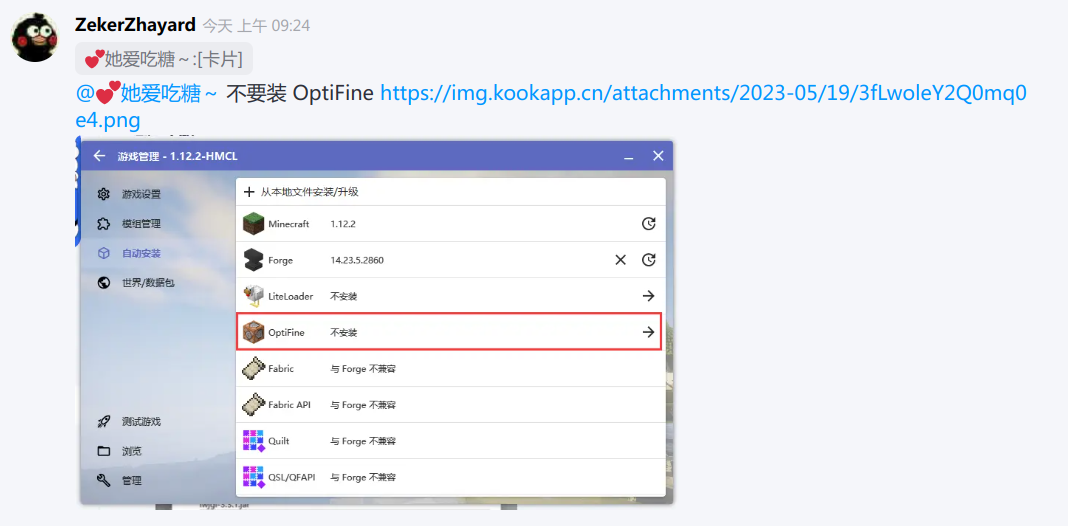 ZekerZhayard 今天 上午 09:24
💕她爱吃糖～:[卡片]
@💕她爱吃糖～ 不要装 OptiFine https://img.kookapp.cn/attachments/2023-05/19/3fLwoleY2Q0mq0
e4.png
游戏管理 - 1.12.2-HMCL
游戏设置
模组管理
自动安装
世界/数据包
测试游戏
浏览
管理
从本地文件安装/升级
Minecraft 1.12.2
Forge 14.23.5.2860
LiteLoader 不安装
OptiFine 不安装
Fabric 与 Forge 不兼容
Fabric API 与 Forge 不兼容
Quilt 与 Forge 不兼容
QSL/QFAPI 与 Forge 不兼容